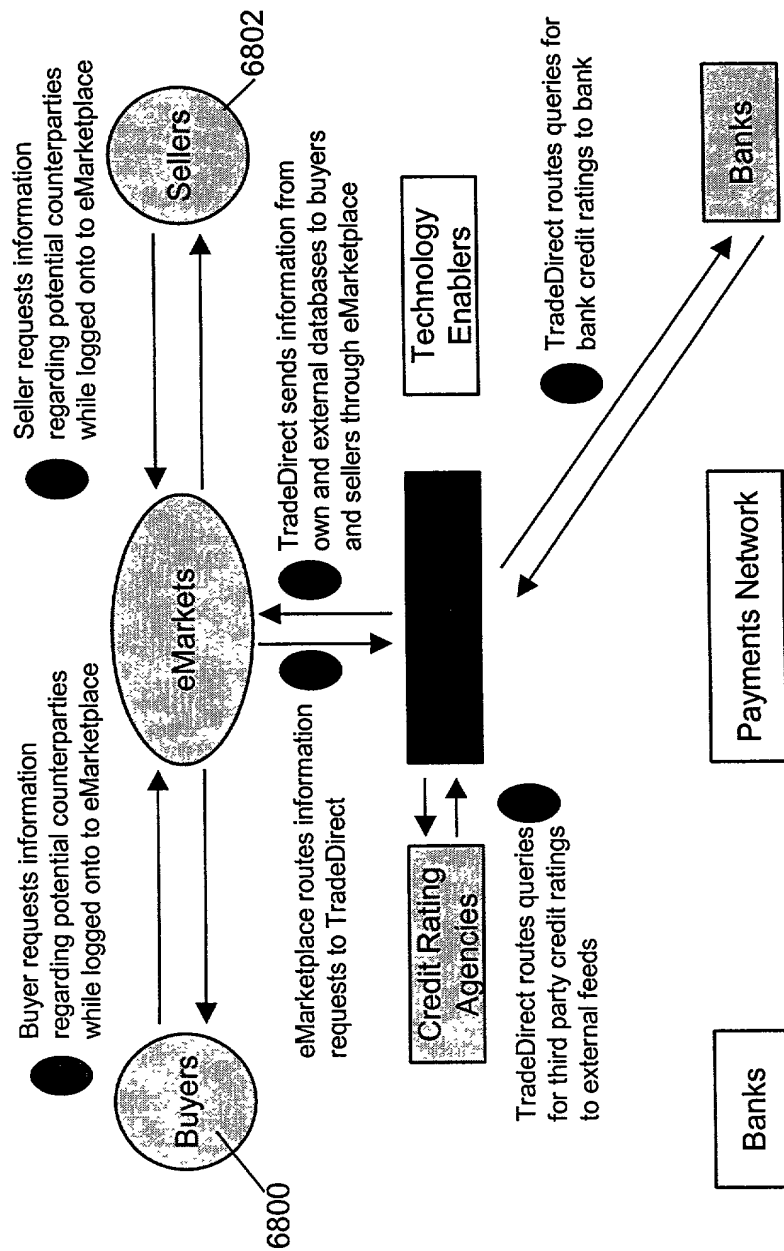 Buyer requests information
regarding potential counterparties
while logged onto to eMarketplace
Seller requests information
regarding potential counterparties
while logged onto to eMarketplace
Buyers
eMarkets
Sellers
6800
6802
eMarketplace routes information
requests to TradeDirect
TradeDirect sends information from
own and external databases to buyers
and sellers through eMarketplace
Credit Rating
Agencies
Technology
Enablers
TradeDirect routes queries
for third party credit ratings
to external feeds
TradeDirect routes queries for
bank credit ratings to bank
Banks
Payments Network
Banks